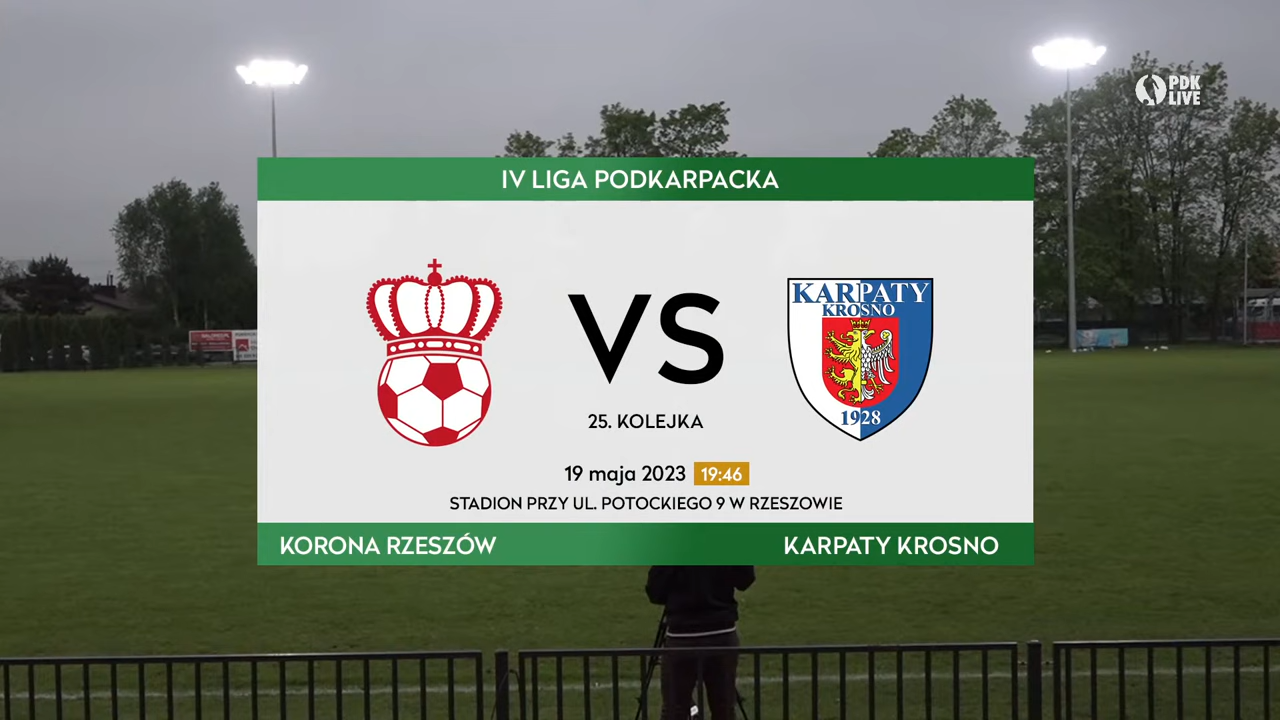 PDK
LIVE
IV LIGA PODKARPACKA
KARPATY
KROSNO
1928
VS
25. KOLEJKA
19 maja 2023 19:46
STADION PRZY UL. POTOCKIEGO 9 W RZESZOWIE
KORONA RZESZÓW
KARPATY KROSNO